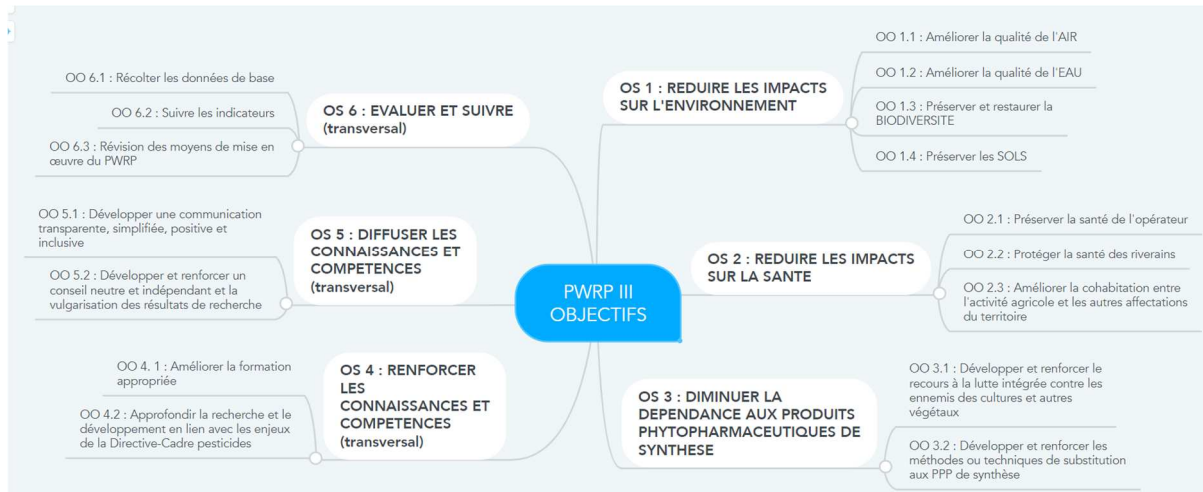 PWRP III
OBJECTIFS
OS 1 : REDUIRE LES IMPACTS
SUR L'ENVIRONNEMENT
OO 1.1 : Améliorer la qualité de l'AIR
OO 1.2 : Améliorer la qualité de l'EAU
OO 1.3 : Préserver et restaurer la
BIODIVERSITE
OO 1.4 : Préserver les SOLS
OS 2 : REDUIRE LES IMPACTS
SUR LA SANTE
OO 2.1 : Préserver la santé de l'opérateur
OO 2.2 : Protéger la santé des riverains
OO 2.3 : Améliorer la cohabitation entre
l'activité agricole et les autres affectations
du territoire
OS 3 : DIMINUER LA
DEPENDANCE AUX PRODUITS
PHYTOPHARMACEUTIQUES DE
SYNTHESE
OO 3.1 : Développer et renforcer le
recours à la lutte intégrée contre les
ennemis des cultures et autres
végétaux
OO 3.2 : Développer et renforcer les
méthodes ou techniques de substitution
aux PPP de synthèse
OS 4 : RENFORCER
LES
CONNAISSANCES ET
COMPETENCES
(transversal)
OO 4. 1 : Améliorer la formation
appropriée
OO 4.2 : Approfondir la recherche et le
développement en lien avec les enjeux
de la Directive-Cadre pesticides
OS 5 : DIFFUSER LES
CONNAISSANCES ET
COMPETENCES
(transversal)
OO 5.1 : Développer une communication
transparente, simplifiée, positive et
inclusive
OO 5.2 : Développer et renforcer un
conseil neutre et indépendant et la
vulgarisation des résultats de recherche
OS 6 : EVALUER ET SUIVRE
(transversal)
OO 6.1 : Récolter les données de base
OO 6.2 : Suivre les indicateurs
OO 6.3 : Révision des moyens de mise en
œuvre du PWRP